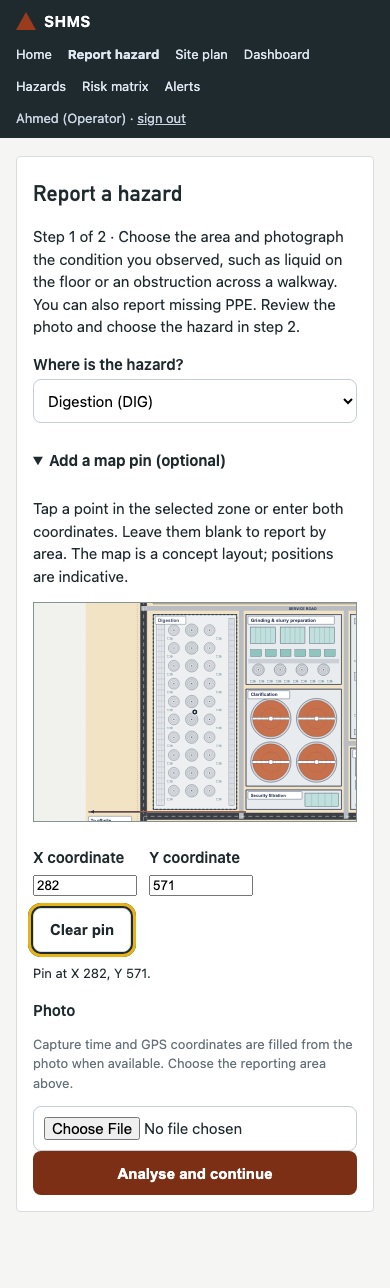 SHMS
Home Report hazard Site plan Dashboard
Hazards Risk matrix Alerts
Ahmed (Operator) · sign out
Report a hazard
Step 1 of 2 · Choose the area and photograph
the condition you observed, such as liquid on
the floor or an obstruction across a walkway.
You can also report missing PPE. Review the
photo and choose the hazard in step 2.
Where is the hazard?
Digestion (DIG)
▼ Add a map pin (optional)
Tap a point in the selected zone or enter both
coordinates. Leave them blank to report by
area. The map is a concept layout; positions
are indicative.
SERVICE ROAD
Digestion
Grinding & slurry preparation
Clarification
Security filtration
X coordinate Y coordinate
282 571
Clear pin
Pin at X 282, Y 571.
Photo
Capture time and GPS coordinates are filled from the
photo when available. Choose the reporting area
above.
Choose File No file chosen
Analyse and continue